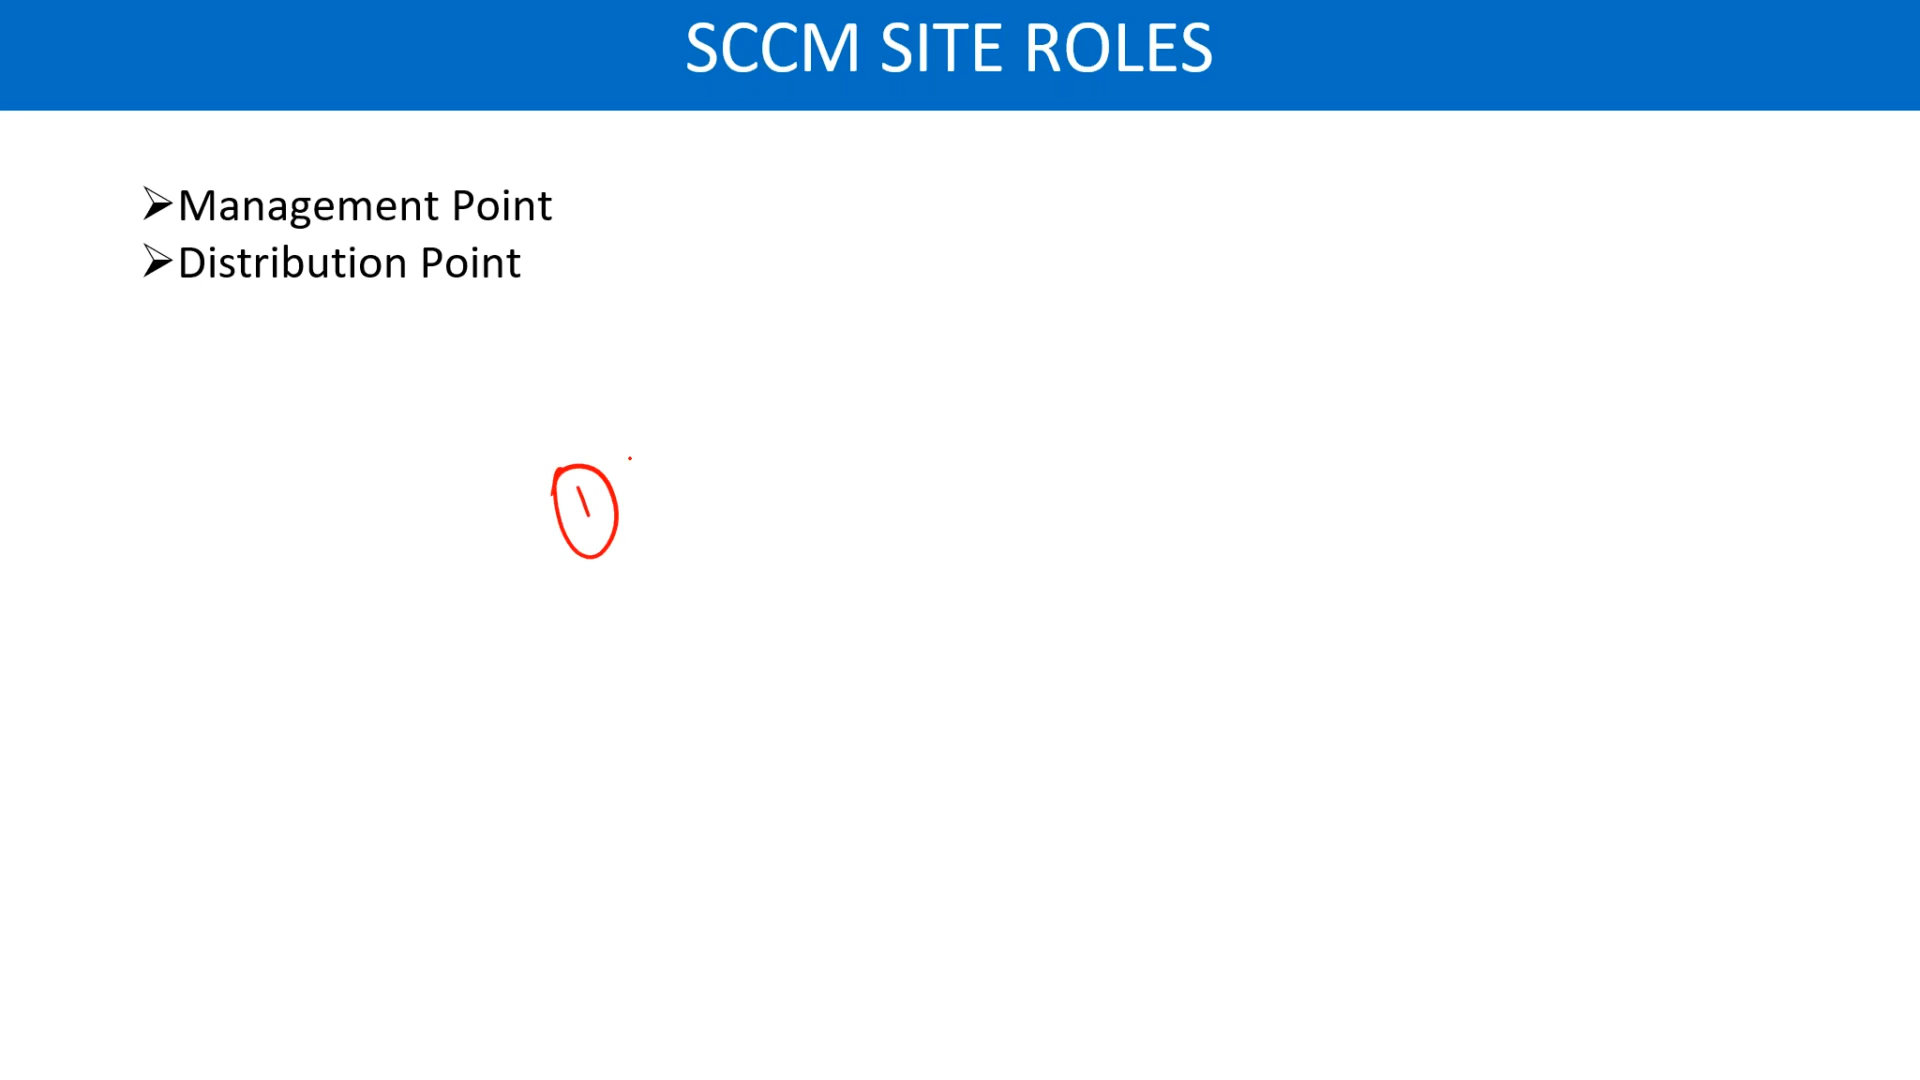 SCCM SITE ROLES
➢Management Point
➢Distribution Point